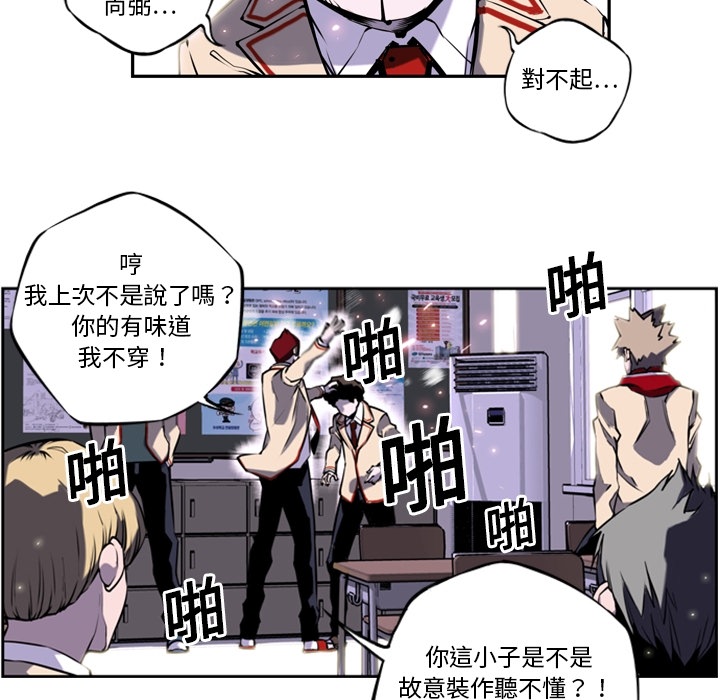 向弼...
對不起...
哼
我上次不是說了嗎？
你的有味道
我不穿！
啪
啪
啪
啪
啪
啪
你這小子是不是
故意裝作聽不懂？！